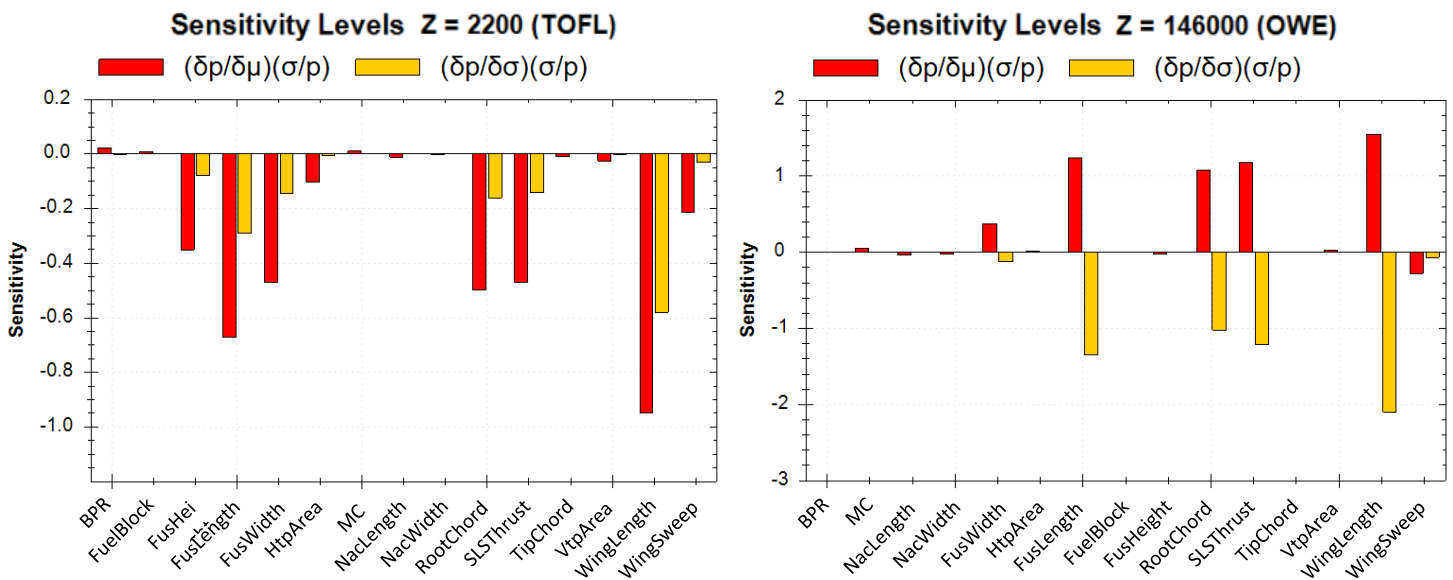 Sensitivity Levels Z = 2200 (TOFL)
(δp/δμ)(σ/p) (δp/δσ)(σ/p)
0.2
0.0
-0.2
-0.4
-0.6
-0.8
-1.0
Sensitivity
BPR
FuelBlock
FusHei
FusLength
FusWidth
HtpArea
MC
NacLength
NacWidth
RootChord
SLSThrust
TipChord
VtpArea
WingLength
WingSweep
Sensitivity Levels Z = 146000 (OWE)
(δp/δμ)(σ/p) (δp/δσ)(σ/p)
2
1
0
-1
-2
-3
Sensitivity
BPR
MC
NacLength
NacWidth
FusWidth
HtpArea
FusLength
FuelBlock
FusHeight
RootChord
SLSThrust
TipChord
VtpArea
WingLength
WingSweep